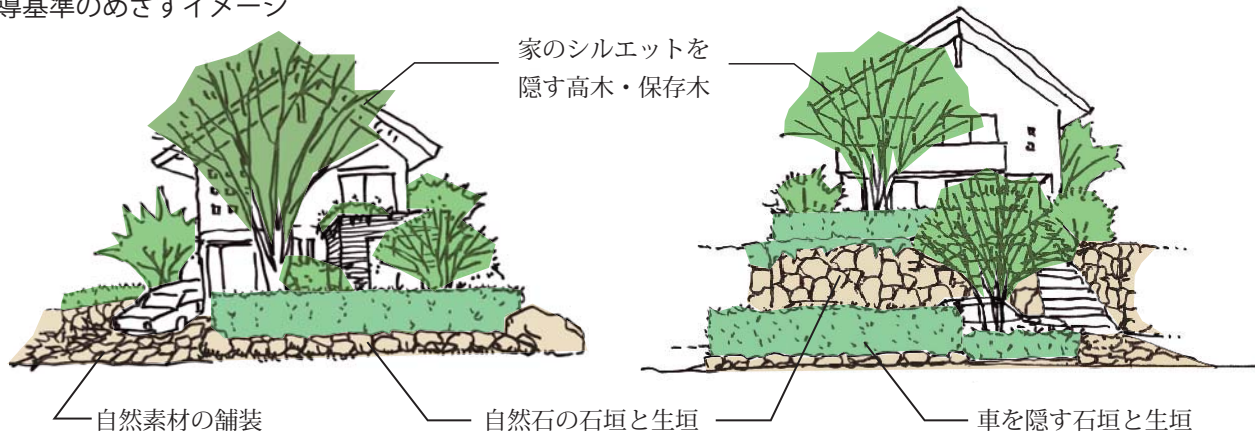 導基準のめざすイメージ
家のシルエットを
隠す高木・保存木
自然素材の舗装
自然石の石垣と生垣
車を隠す石垣と生垣